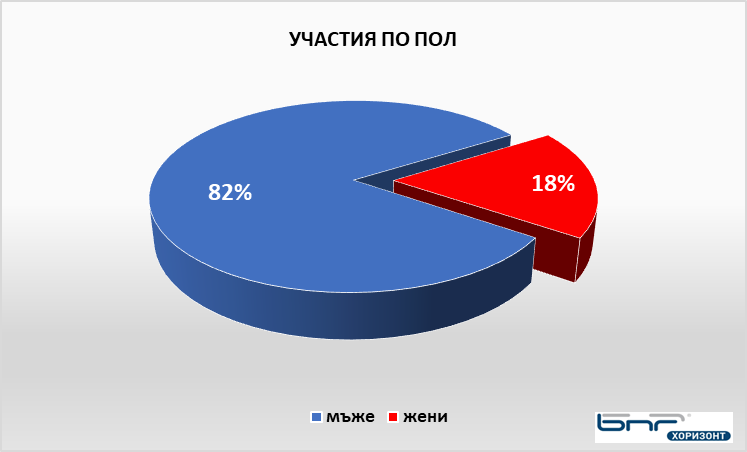 УЧАСТИЯ ПО ПОЛ
82%
18%
мъже жени
БНР
ХОРИЗОНТ